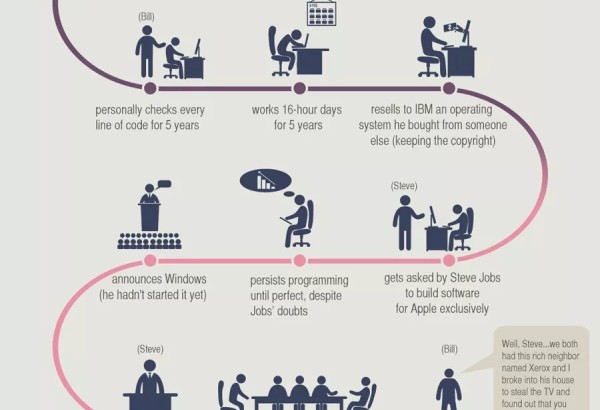 (Bill)
personally checks every
line of code for 5 years
works 16-hour days
for 5 years
resells to IBM an operating
system he bought from someone
else (keeping the copyright)
(Steve)
announces Windows
(he hadn't started it yet)
persists programming
until perfect, despite
Jobs' doubts
gets asked by Steve Jobs
to build software
for Apple exclusively
(Steve)
(Bill)
Well, Steve...we both
had this rich neighbor
named Xerox and I
broke into his house
to steal the TV and
found out that you